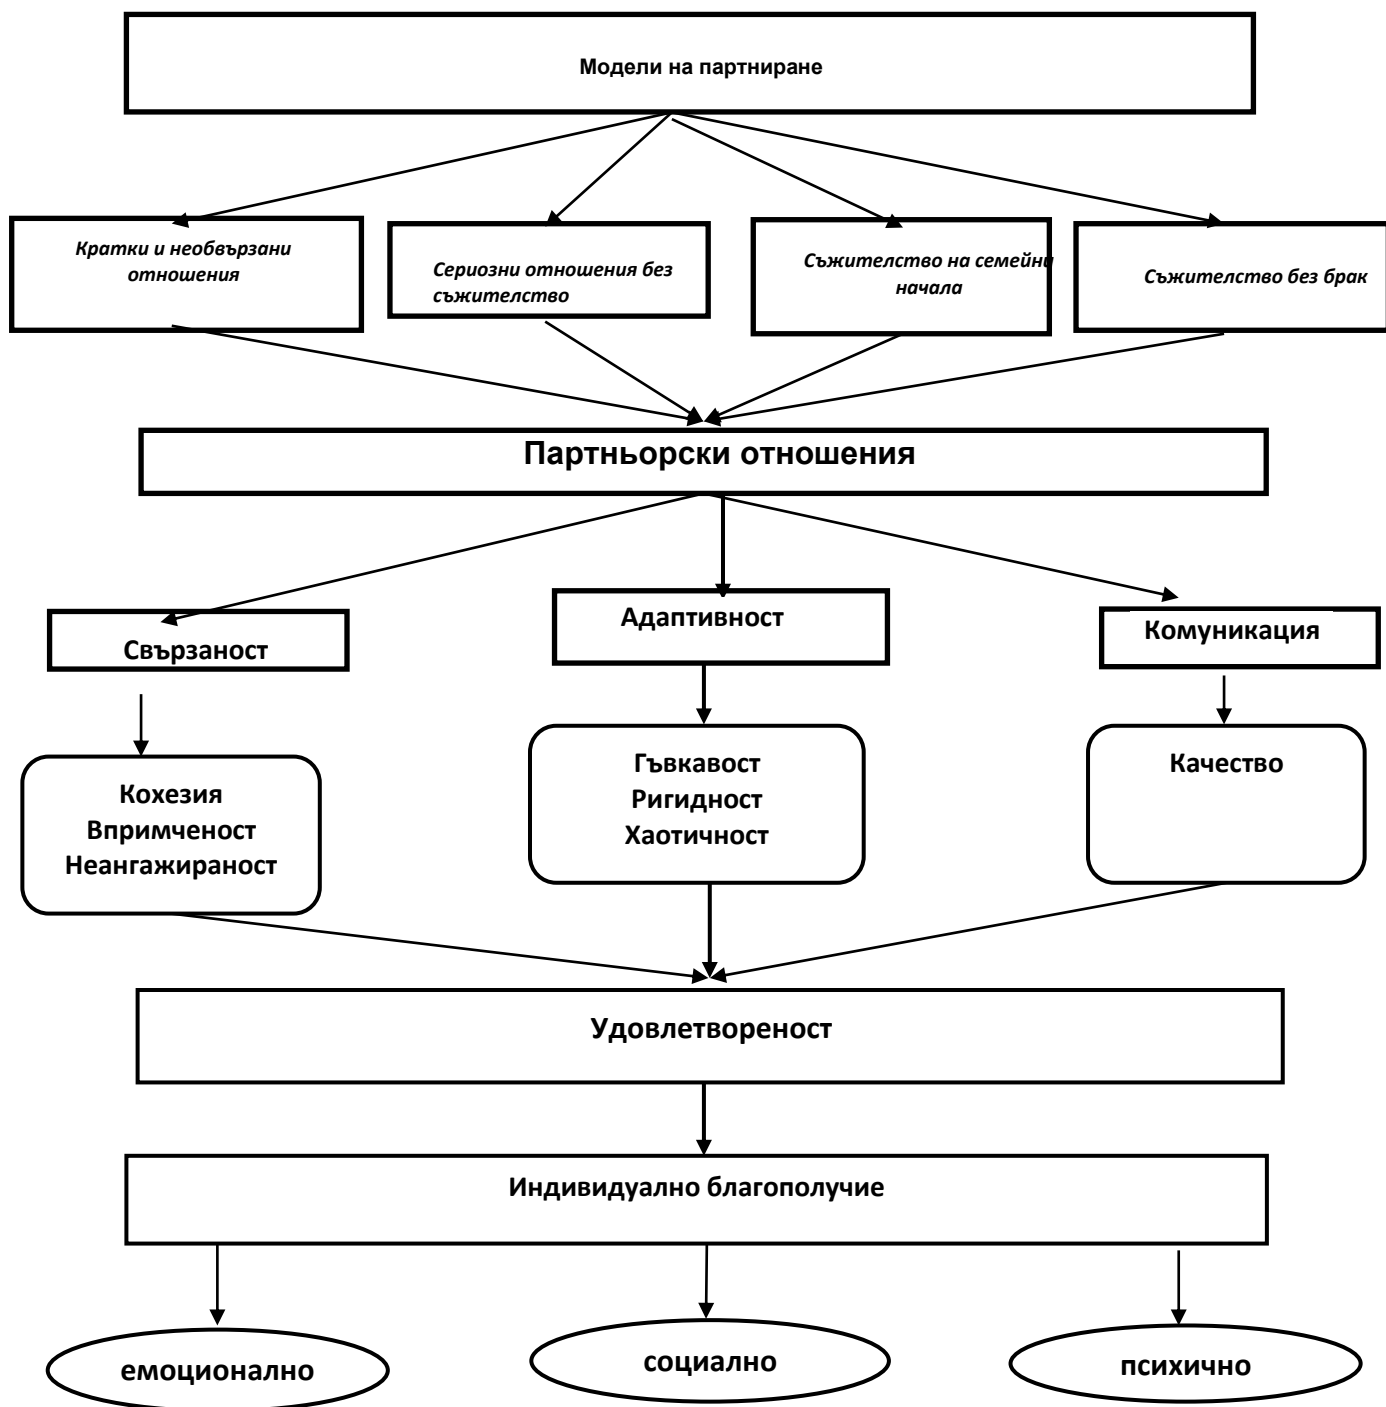 Модели на партниране
Кратки и необвързани
отношения
Сериозни отношения без
съжителство
Съжителство на семейни
начала
Съжителство без брак
Партньорски отношения
Свързаност
Адаптивност
Комуникация
Кохезия
Впримченост
Неангажираност
Гъвкавост
Ригидност
Хаотичност
Качество
Удовлетвореност
Индивидуално благополучие
емоционално
социално
психично